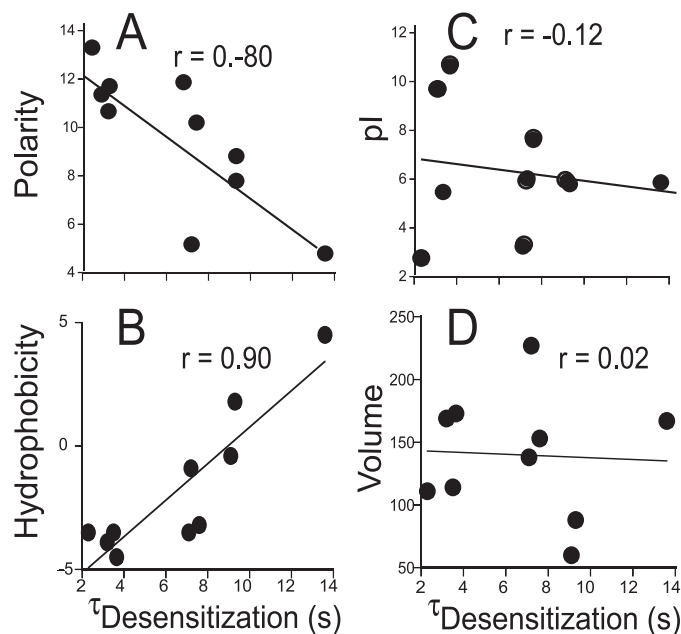 A
r = 0.-80
Polarity
14
12
10
8
6
4
C
r = -0.12
pI
12
10
8
6
4
2
B
r = 0.90
Hydrophobicity
5
0
-5
2 4 6 8 10 12 14
τDesensitization (s)
D
r = 0.02
Volume
250
200
150
100
50
2 4 6 8 10 12 14
τDesensitization (s)